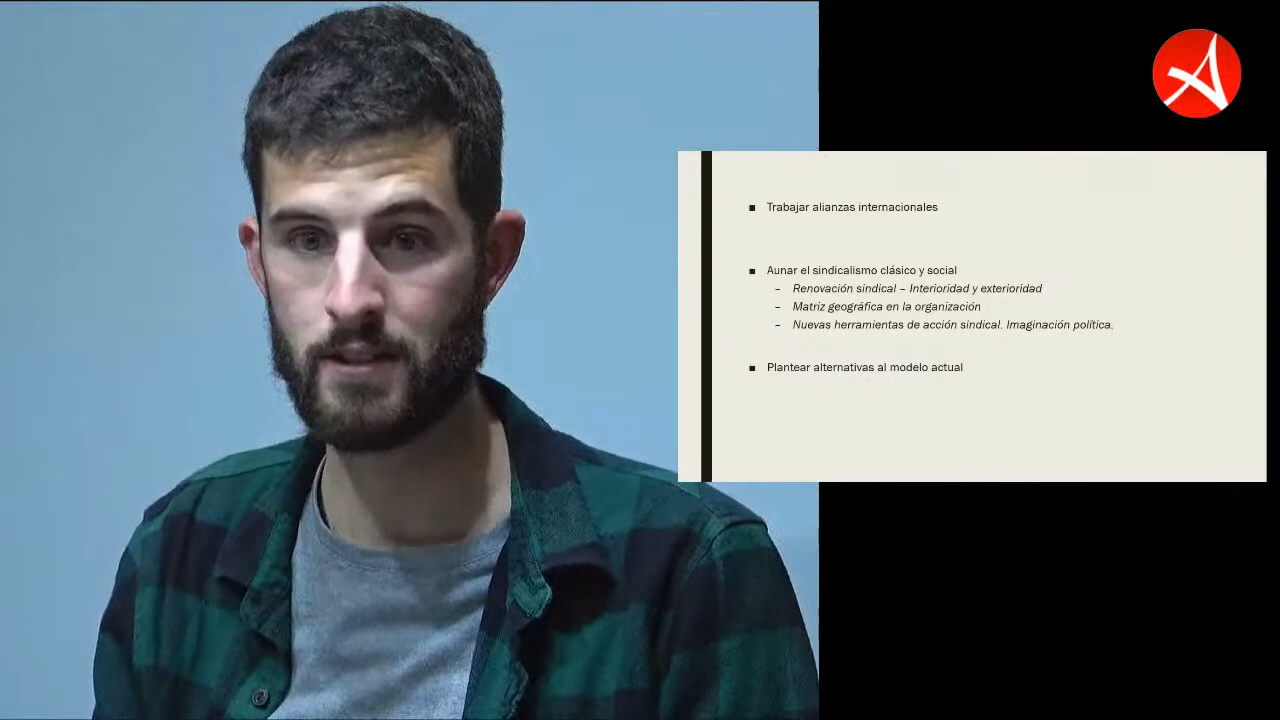 Trabajar alianzas internacionales
Aunar el sindicalismo clásico y social
– Renovación sindical – Interioridad y exterioridad
– Matriz geográfica en la organización
– Nuevas herramientas de acción sindical. Imaginación política.
Plantear alternativas al modelo actual